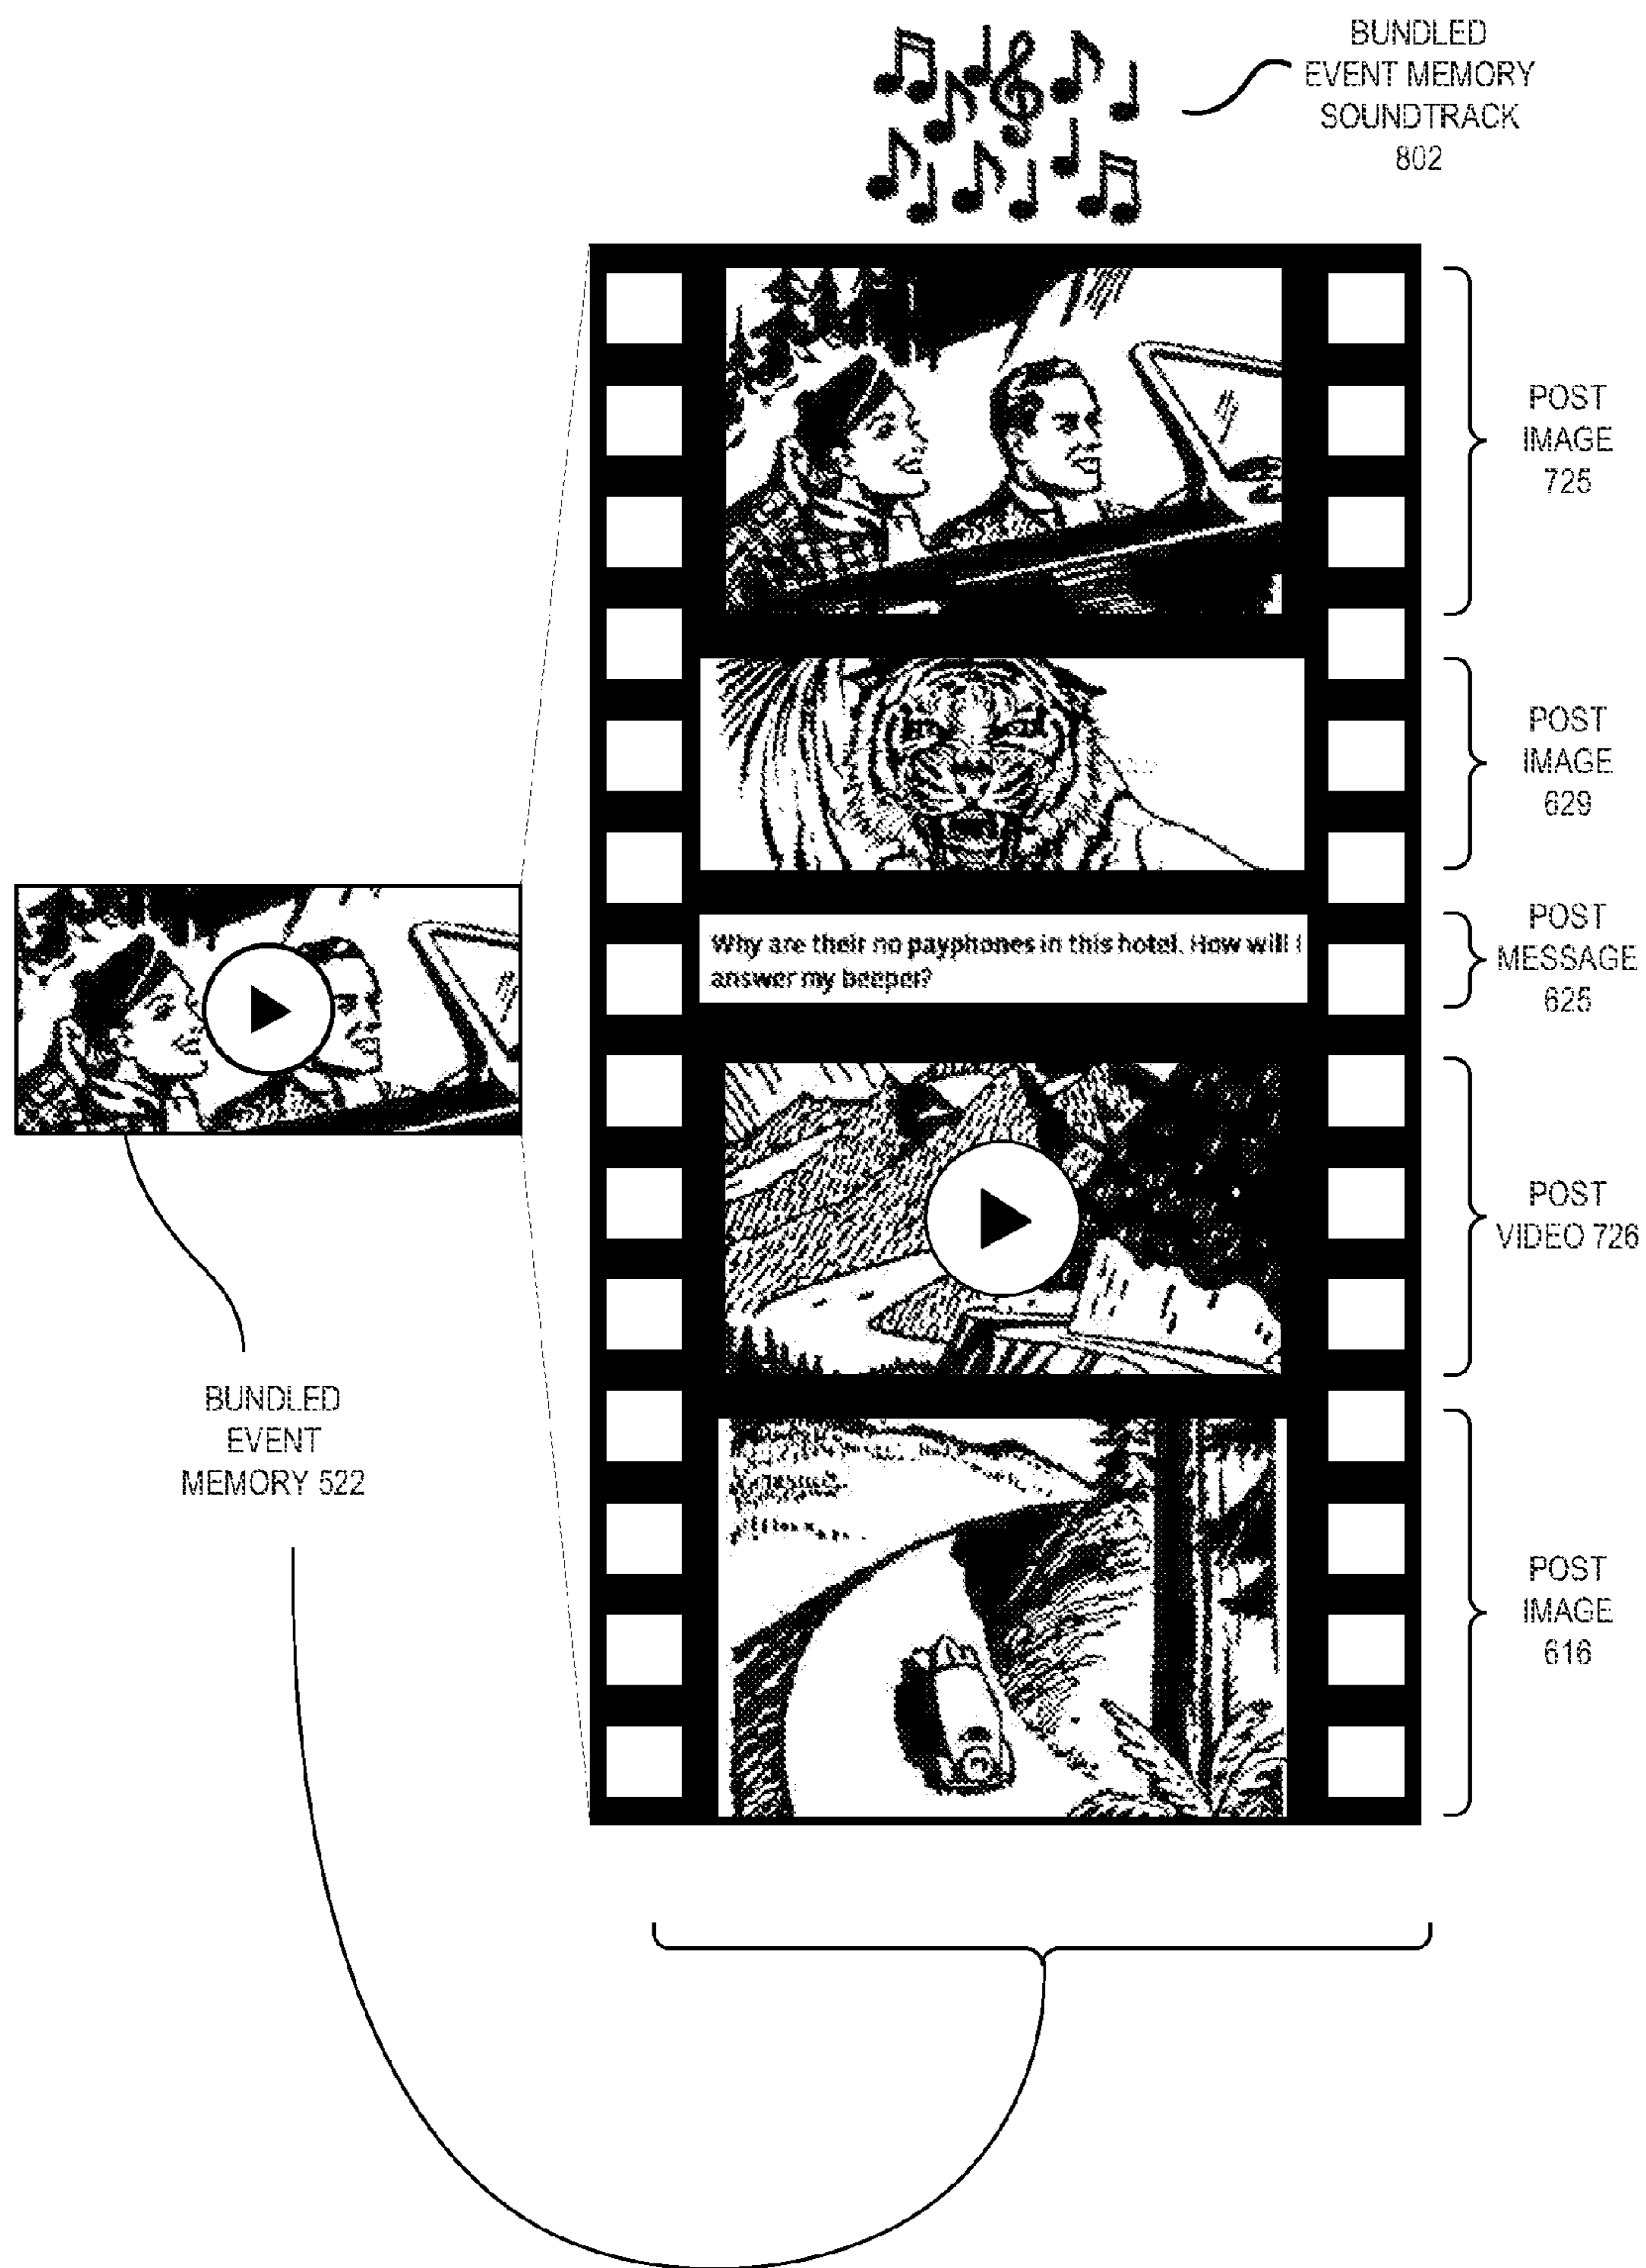 BUNDLED
EVENT MEMORY
SOUNDTRACK
802
POST
IMAGE
725
POST
IMAGE
629
POST
MESSAGE
625
Why are their no payphones in this hotel. How will I
answer my beeper?
POST
VIDEO 726
BUNDLED
EVENT
MEMORY 522
POST
IMAGE
616